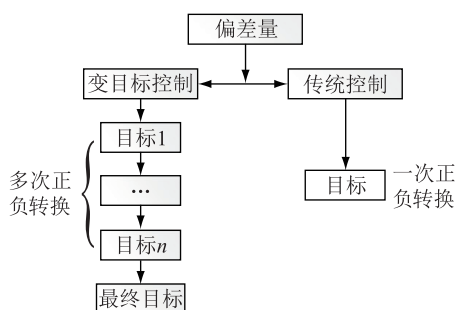 偏差量
变目标控制
传统控制
目标1
多次正
负转换
...
目标
一次正
负转换
目标n
最终目标